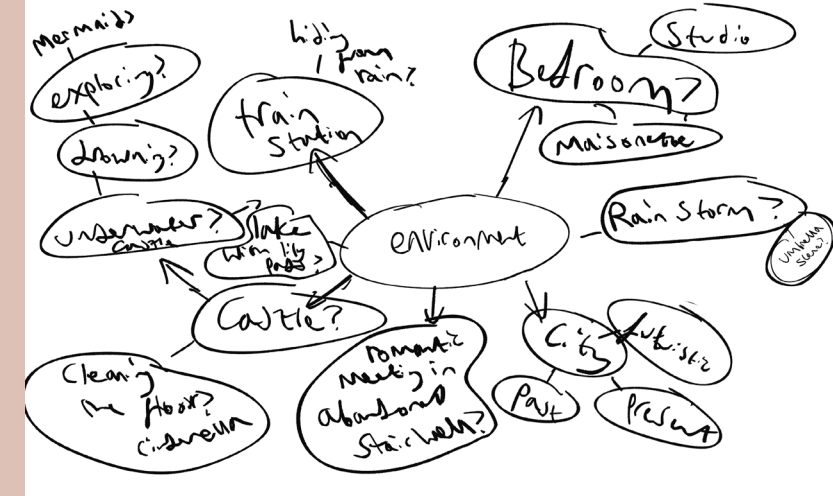 mermaids
exploring?
drowning?
underwater?
castle
hiding
from
rain?
train
station
Bedroom?
Studio
Maisonette
lake
with lily
pads?
environment
Rain Storm?
umbrella
scene?
Castle?
Cleaning
the floor?
cinderella
romantic
meeting in
abandoned
stairwell?
City
futuristic
Past
Present